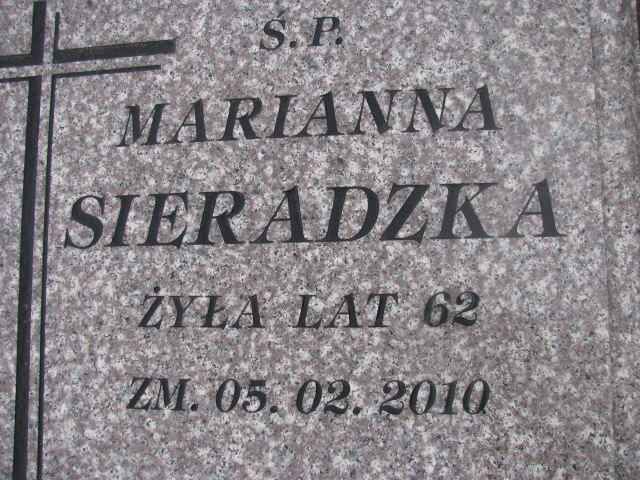 Ś.P.
MARIANNA
SIERADZKA
ŻYŁA LAT 62
ZM. 05. 02. 2010